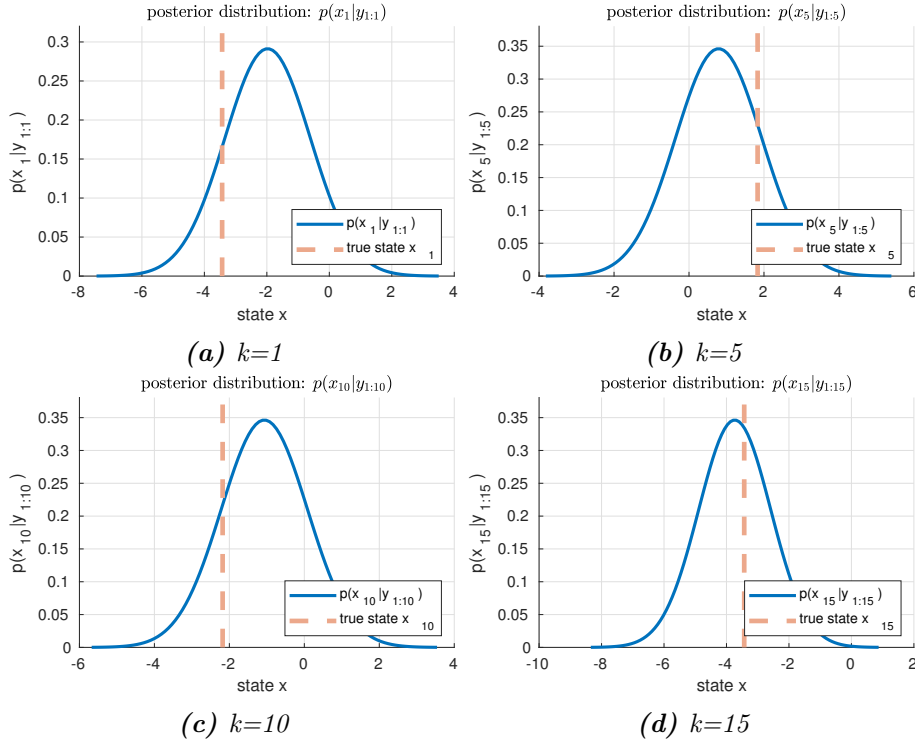 posterior distribution: p(x₁|y₁:₁)
0.3
0.25
0.2
0.15
0.1
0.05
0
p(x ₁|y ₁:₁)
p(x ₁|y ₁:₁)
true state x ₁
-8 -6 -4 -2 0 2 4
state x
(a) k=1
posterior distribution: p(x₅|y₁:₅)
0.35
0.3
0.25
0.2
0.15
0.1
0.05
0
p(x ₅|y ₁:₅)
p(x ₅|y ₁:₅)
true state x ₅
-4 -2 0 2 4 6
state x
(b) k=5
posterior distribution: p(x₁₀|y₁:₁₀)
0.35
0.3
0.25
0.2
0.15
0.1
0.05
0
p(x ₁₀|y ₁:₁₀)
p(x ₁₀|y ₁:₁₀)
true state x ₁₀
-6 -4 -2 0 2 4
state x
(c) k=10
posterior distribution: p(x₁₅|y₁:₁₅)
0.35
0.3
0.25
0.2
0.15
0.1
0.05
0
p(x ₁₅|y ₁:₁₅)
p(x ₁₅|y ₁:₁₅)
true state x ₁₅
-10 -8 -6 -4 -2 0 2
state x
(d) k=15